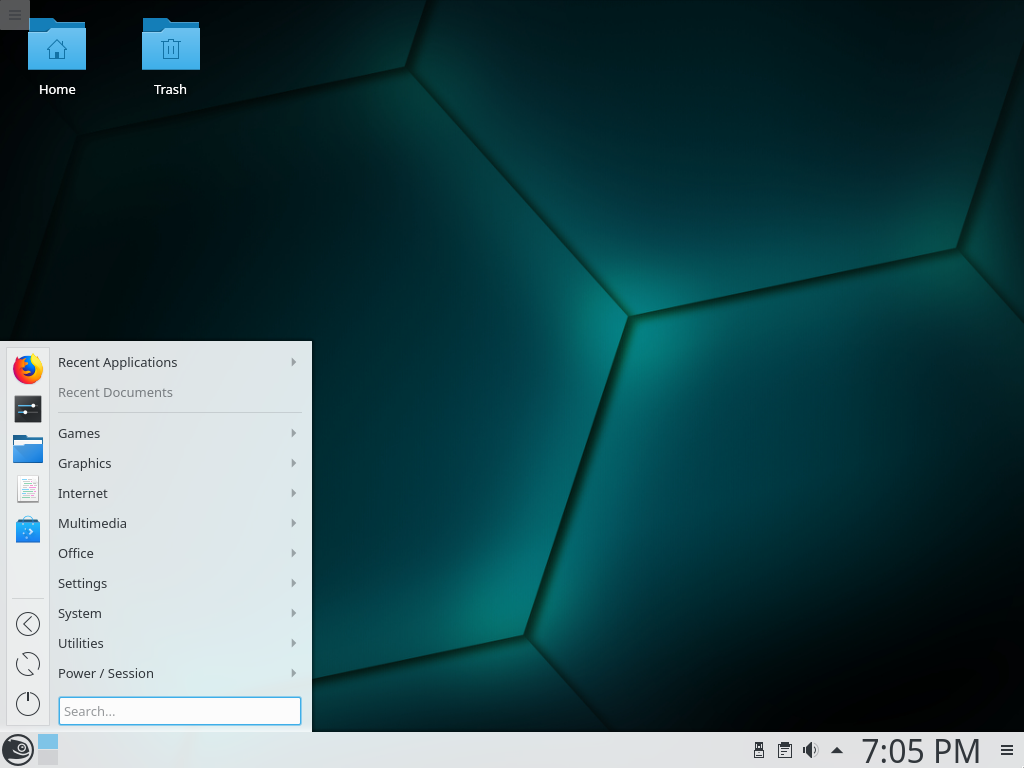 Home
Trash
Recent Applications
Recent Documents
Games
Graphics
Internet
Multimedia
Office
Settings
System
Utilities
Power / Session
Search...
7:05 PM